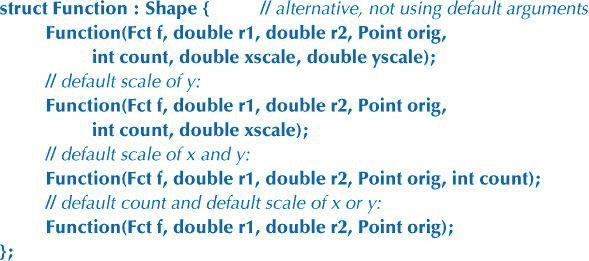 struct Function : Shape { // alternative, not using default arguments
Function(Fct f, double r1, double r2, Point orig,
int count, double xscale, double yscale);
// default scale of y:
Function(Fct f, double r1, double r2, Point orig,
int count, double xscale);
// default scale of x and y:
Function(Fct f, double r1, double r2, Point orig, int count);
// default count and default scale of x or y:
Function(Fct f, double r1, double r2, Point orig);
};